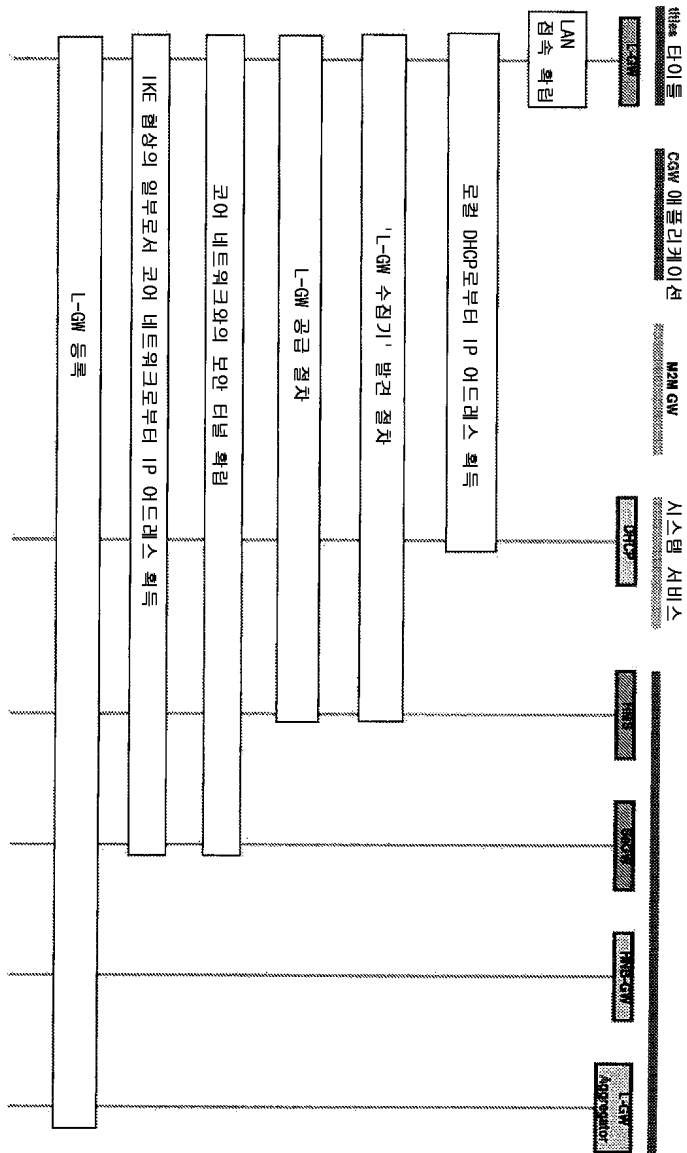 타이틀
CGW 애플리케이션
M2M GW
시스템 서비스
L-GW
DHCP
HMS
HNB-GW
L-GW
Aggregator
LAN
접속 확립
로컬 DHCP로부터 IP 어드레스 획득
'L-GW 수집기' 발견 절차
L-GW 공급 절차
코어 네트워크와의 보안 터널 확립
IKE 협상의 일부로서 코어 네트워크로부터 IP 어드레스 획득
L-GW 등록